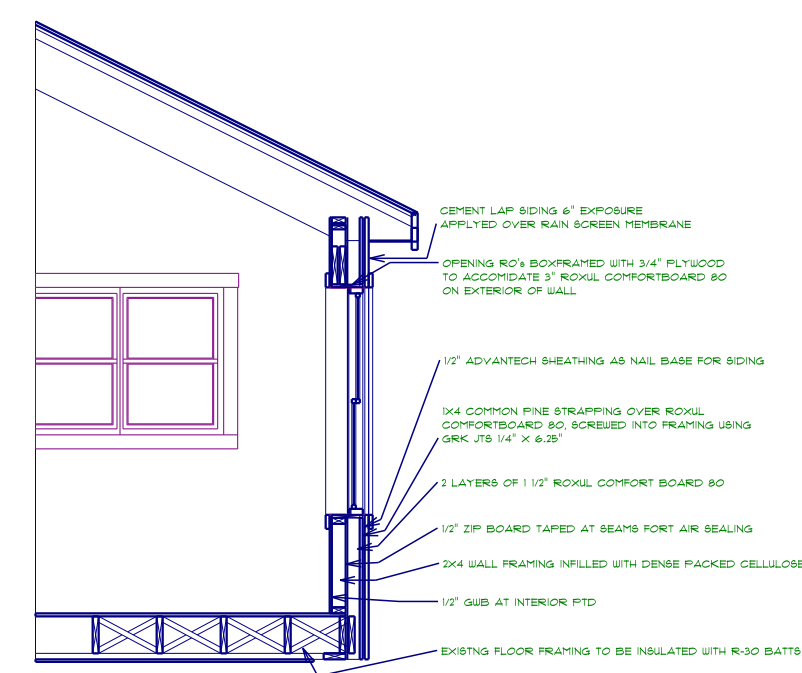 CEMENT LAP SIDING 6" EXPOSURE
APPLYED OVER RAIN SCREEN MEMBRANE
OPENING RO's BOXFRAMED WITH 3/4" PLYWOOD
TO ACCOMIDATE 3" ROXUL COMFORTBOARD 80
ON EXTERIOR OF WALL
1/2" ADVANTECH SHEATHING AS NAIL BASE FOR SIDING
1X4 COMMON PINE STRAPPING OVER ROXUL
COMFORTBOARD 80, SCREWED INTO FRAMING USING
GRK JTS 1/4" X 6.25"
2 LAYERS OF 1 1/2" ROXUL COMFORT BOARD 80
1/2" ZIP BOARD TAPED AT SEAMS FORT AIR SEALING
2X4 WALL FRAMING INFILLED WITH DENSE PACKED CELLULOSE
1/2" GWB AT INTERIOR PTD
EXISTNG FLOOR FRAMING TO BE INSULATED WITH R-30 BATTS